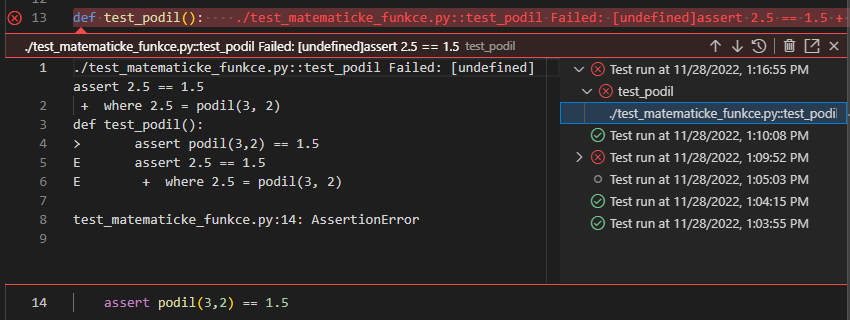 12
13 def test_podil(): ./test_matematicke_funkce.py::test_podil Failed: [undefined]assert 2.5 == 1.5 +
./test_matematicke_funkce.py::test_podil Failed: [undefined]assert 2.5 == 1.5 test_podil
1 ./test_matematicke_funkce.py::test_podil Failed: [undefined]
assert 2.5 == 1.5
2 + where 2.5 = podil(3, 2)
3 def test_podil():
4 > assert podil(3,2) == 1.5
5 E assert 2.5 == 1.5
6 E + where 2.5 = podil(3, 2)
7
8 test_matematicke_funkce.py:14: AssertionError
9
Test run at 11/28/2022, 1:16:55 PM
test_podil
./test_matematicke_funkce.py::test_podil
Test run at 11/28/2022, 1:10:08 PM
Test run at 11/28/2022, 1:09:52 PM
Test run at 11/28/2022, 1:05:03 PM
Test run at 11/28/2022, 1:04:15 PM
Test run at 11/28/2022, 1:03:55 PM
14 assert podil(3,2) == 1.5